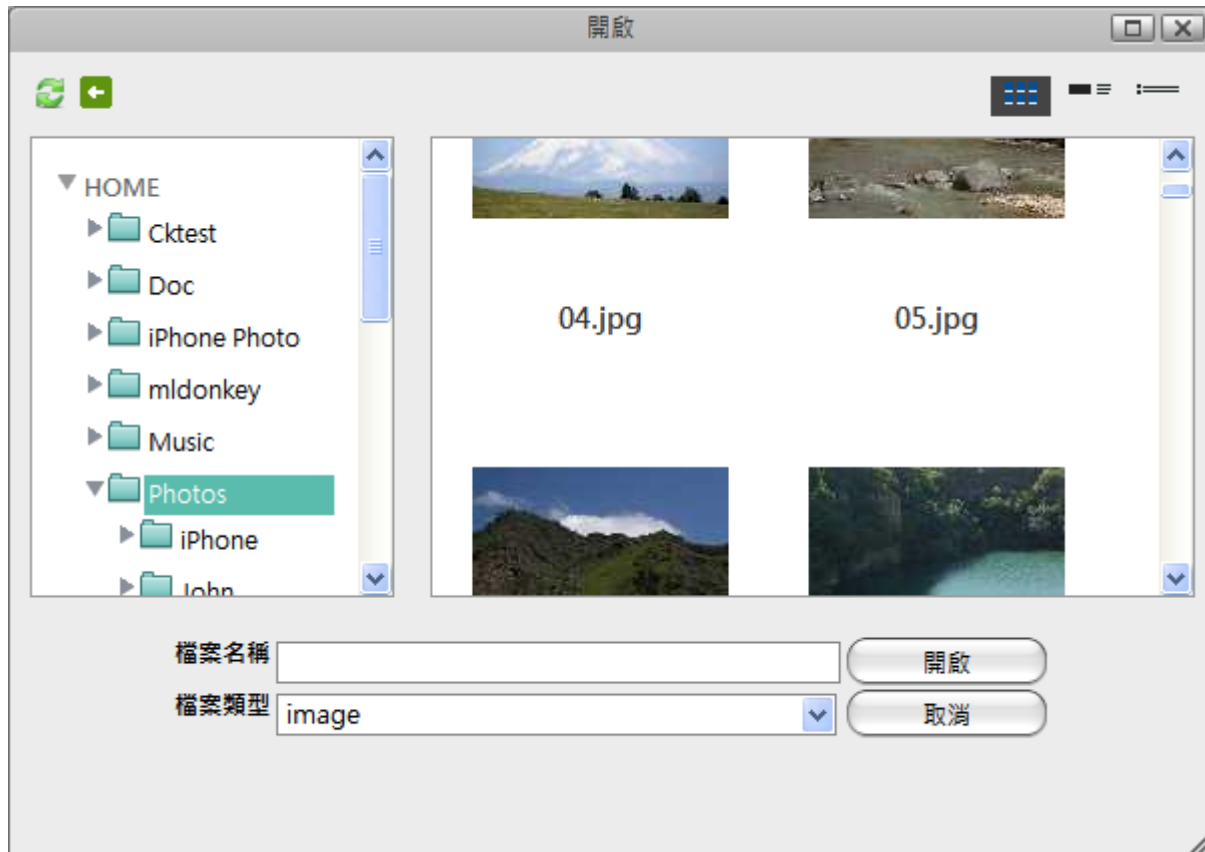 開啟
HOME
Cktest
Doc
iPhone Photo
mldonkey
Music
Photos
iPhone
John
04.jpg
05.jpg
檔案名稱
開啟
檔案類型
image
取消